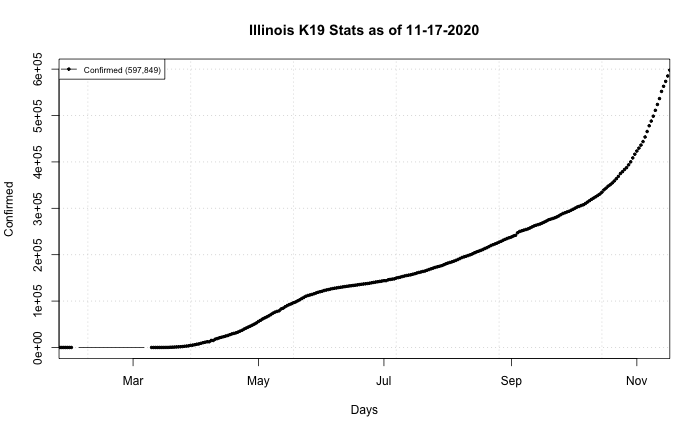 Illinois K19 Stats as of 11-17-2020
Confirmed (597,849)
6e+05
5e+05
4e+05
3e+05
2e+05
1e+05
0e+00
Confirmed
Mar May Jul Sep Nov
Days